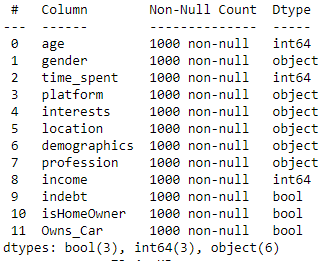 #   Column        Non-Null Count  Dtype
---  ------        --------------  -----
0   age           1000 non-null   int64
1   gender        1000 non-null   object
2   time_spent    1000 non-null   int64
3   platform      1000 non-null   object
4   interests     1000 non-null   object
5   location      1000 non-null   object
6   demographics  1000 non-null   object
7   profession    1000 non-null   object
8   income        1000 non-null   int64
9   indebt        1000 non-null   bool
10  isHomeOwner   1000 non-null   bool
11  Owns_Car      1000 non-null   bool
dtypes: bool(3), int64(3), object(6)